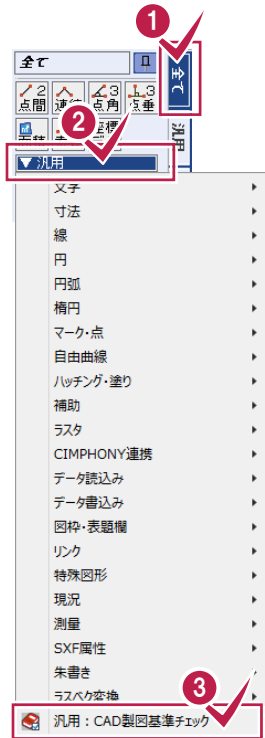 1
全て
全て
点間 連続 3点角 3点垂
2
汎用
▼ 汎用
文字
寸法
線
円
円弧
楕円
マーク・点
自由曲線
ハッチング・塗り
補助
ラスタ
CIMPHONY連携
データ読込み
データ書込み
図枠・表題欄
リンク
特殊図形
現況
測量
SXF属性
朱書き
ラスベク変換
3
汎用：CAD製図基準チェック